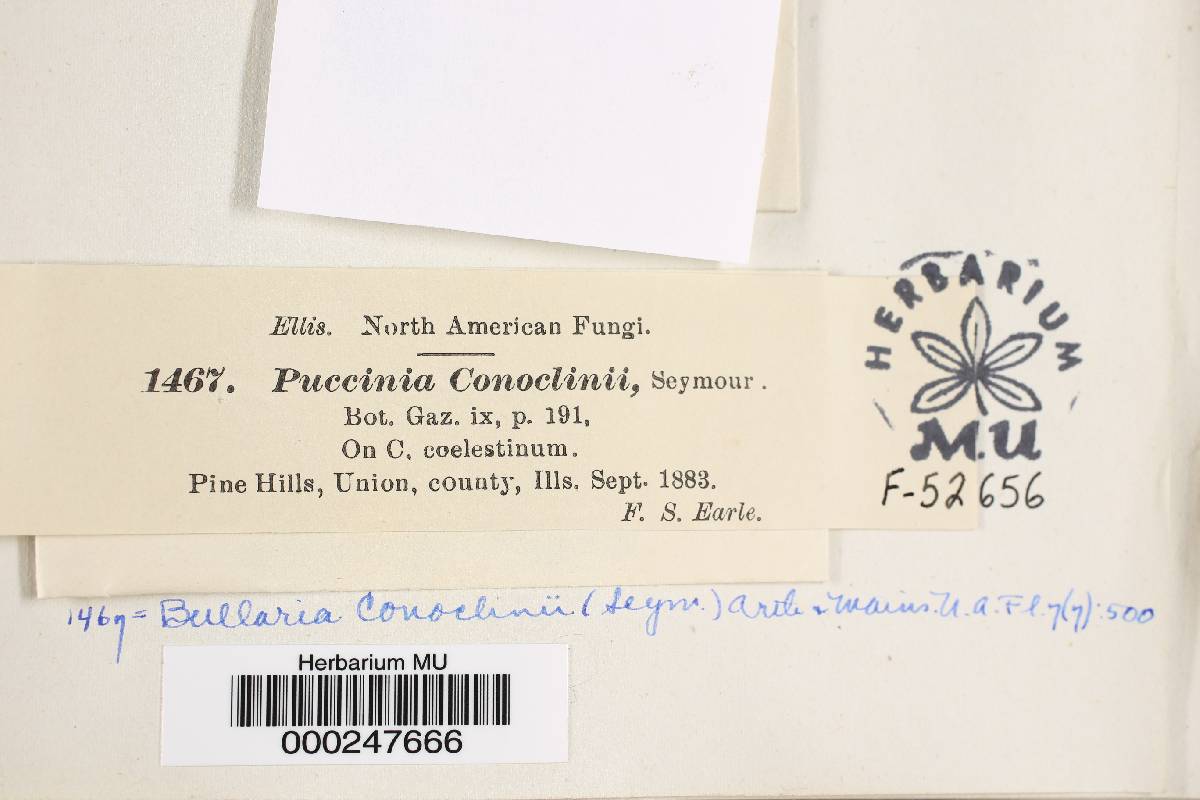 Ellis. North American Fungi.
1467. Puccinia Conoclinii, Seymour.
Bot. Gaz. ix, p. 191,
On C. coelestinum.
Pine Hills, Union, county, Ills. Sept. 1883.
F. S. Earle.
HERBARIUM
M.U
F-52656
1467 = Bullaria Conoclinii (Seym.) Arth. & Mains. N. A. Fl. 7(7):500
Herbarium MU
000247666